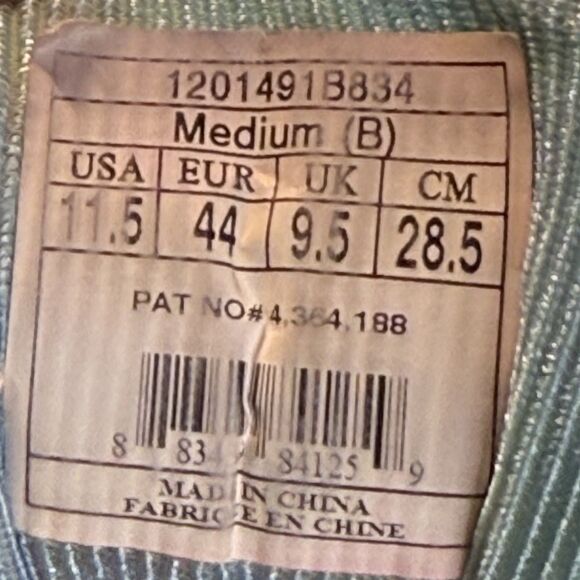 1201491B834
Medium (B)
USA EUR UK CM
11.5 44 9.5 28.5
PAT NO#4,364,188
8 83 84125 9
MADE IN CHINA
FABRIQUE EN CHINE